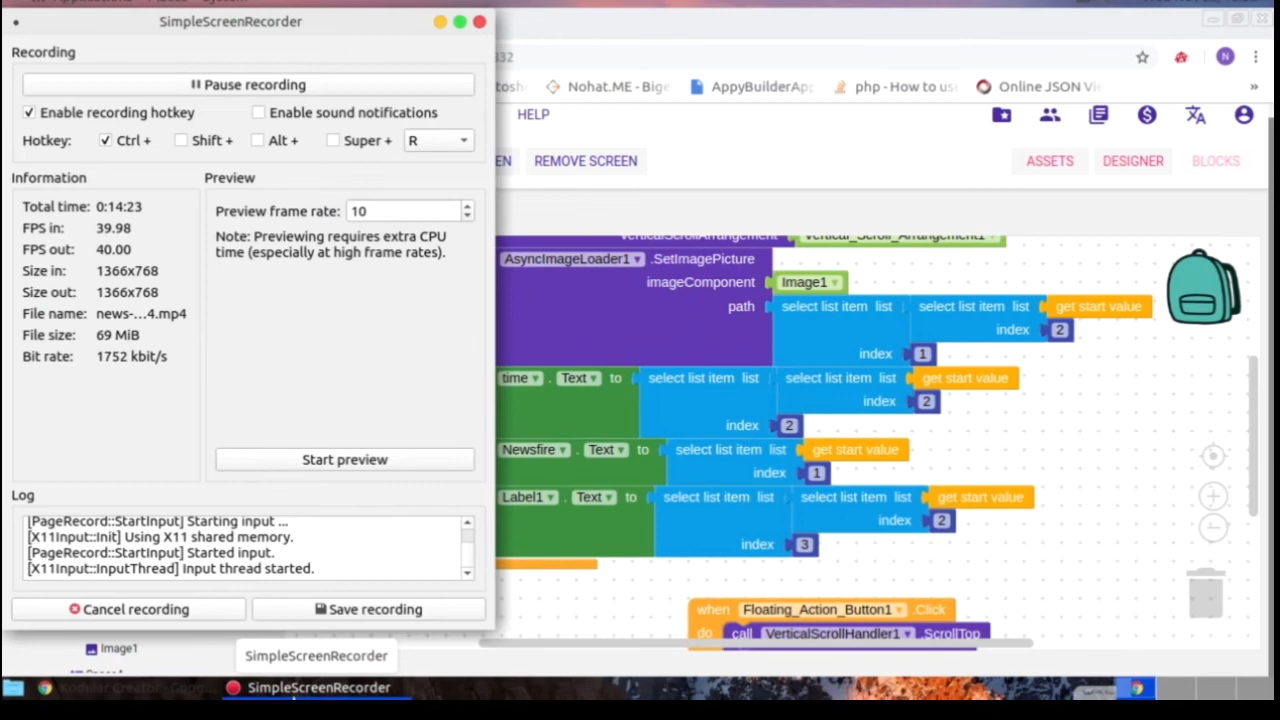 SimpleScreenRecorder
Recording
Pause recording
Enable recording hotkey
Enable sound notifications
Hotkey: Ctrl + Shift + Alt + Super + R
Information
Total time: 0:14:23
FPS in: 39.98
FPS out: 40.00
Size in: 1366x768
Size out: 1366x768
File name: news-...4.mp4
File size: 69 MiB
Bit rate: 1752 kbit/s
Preview
Preview frame rate: 10
Note: Previewing requires extra CPU
time (especially at high frame rates).
Start preview
Log
[PageRecord::StartInput] Starting input ...
[X11Input::Init] Using X11 shared memory.
[PageRecord::StartInput] Started input.
[X11Input::InputThread] Input thread started.
Cancel recording
Save recording
332
N
Nohat.ME - Bige
AppyBuilderApp
php - How to us
Online JSON Vi
»
HELP
REMOVE SCREEN
ASSETS
DESIGNER
BLOCKS
VerticalScrollArrangement
Vertical_Scroll_Arrangement1
AsyncImageLoader1 .SetImagePicture
imageComponent Image1
path select list item list select list item list get start value
index 2
index 1
time . Text to select list item list select list item list get start value
index 2
index 2
Newsfire . Text to select list item list get start value
index 1
Label1 . Text to select list item list select list item list get start value
index 2
index 3
when Floating_Action_Button1 .Click
do call VerticalScrollHandler1 .ScrollTop
Image1
SimpleScreenRecorder
SimpleScreenRecorder